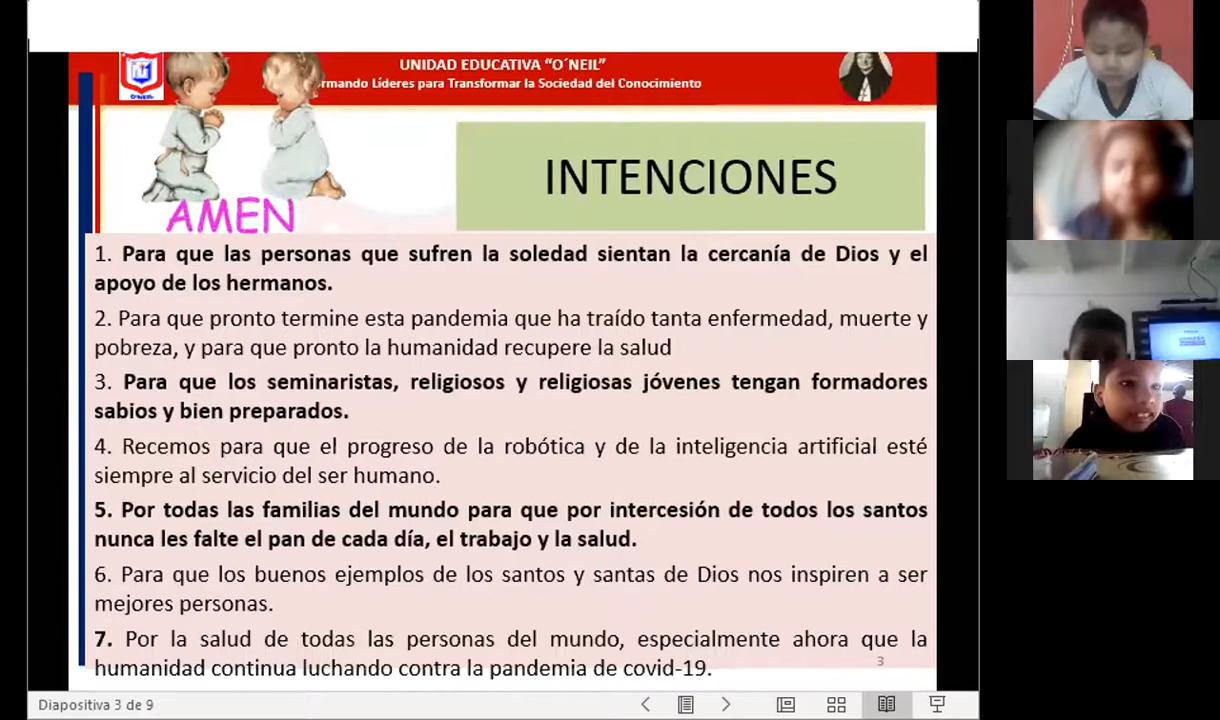 UNIDAD EDUCATIVA "O´NEIL"
rmando Líderes para Transformar la Sociedad del Conocimiento
O'NEIL
AMEN
INTENCIONES
1. Para que las personas que sufren la soledad sientan la cercanía de Dios y el
apoyo de los hermanos.
2. Para que pronto termine esta pandemia que ha traído tanta enfermedad, muerte y
pobreza, y para que pronto la humanidad recupere la salud
3. Para que los seminaristas, religiosos y religiosas jóvenes tengan formadores
sabios y bien preparados.
4. Recemos para que el progreso de la robótica y de la inteligencia artificial esté
siempre al servicio del ser humano.
5. Por todas las familias del mundo para que por intercesión de todos los santos
nunca les falte el pan de cada día, el trabajo y la salud.
6. Para que los buenos ejemplos de los santos y santas de Dios nos inspiren a ser
mejores personas.
7. Por la salud de todas las personas del mundo, especialmente ahora que la
humanidad continua luchando contra la pandemia de covid-19.
3
Diapositiva 3 de 9